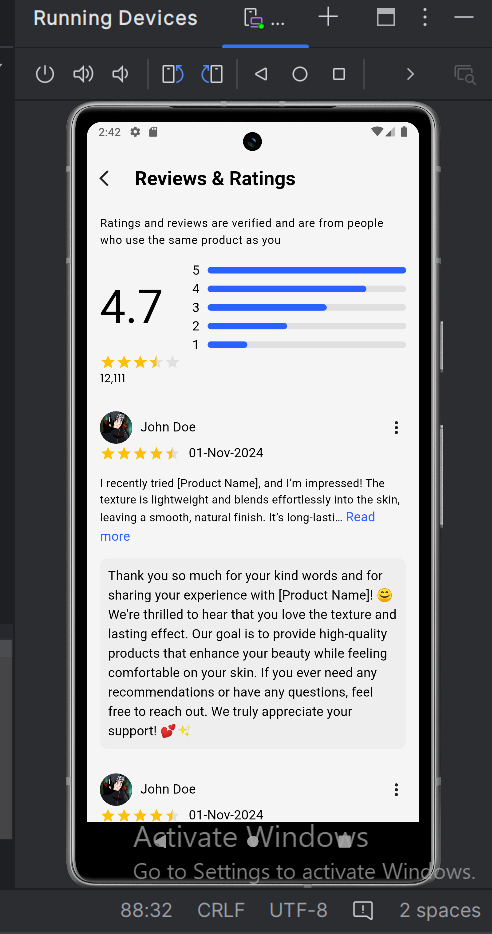 Running Devices
...
2:42
Reviews & Ratings
Ratings and reviews are verified and are from people
who use the same product as you
5
4
3
2
1
4.7
12,111
John Doe
01-Nov-2024
I recently tried [Product Name], and I'm impressed! The
texture is lightweight and blends effortlessly into the skin,
leaving a smooth, natural finish. It's long-lasti... Read
more
Thank you so much for your kind words and for
sharing your experience with [Product Name]! 😊
We're thrilled to hear that you love the texture and
lasting effect. Our goal is to provide high-quality
products that enhance your beauty while feeling
comfortable on your skin. If you ever need any
recommendations or have any questions, feel
free to reach out. We truly appreciate your
support! 💕✨
John Doe
01-Nov-2024
Activate Windows
Go to Settings to activate Windows.
88:32 CRLF UTF-8 2 spaces